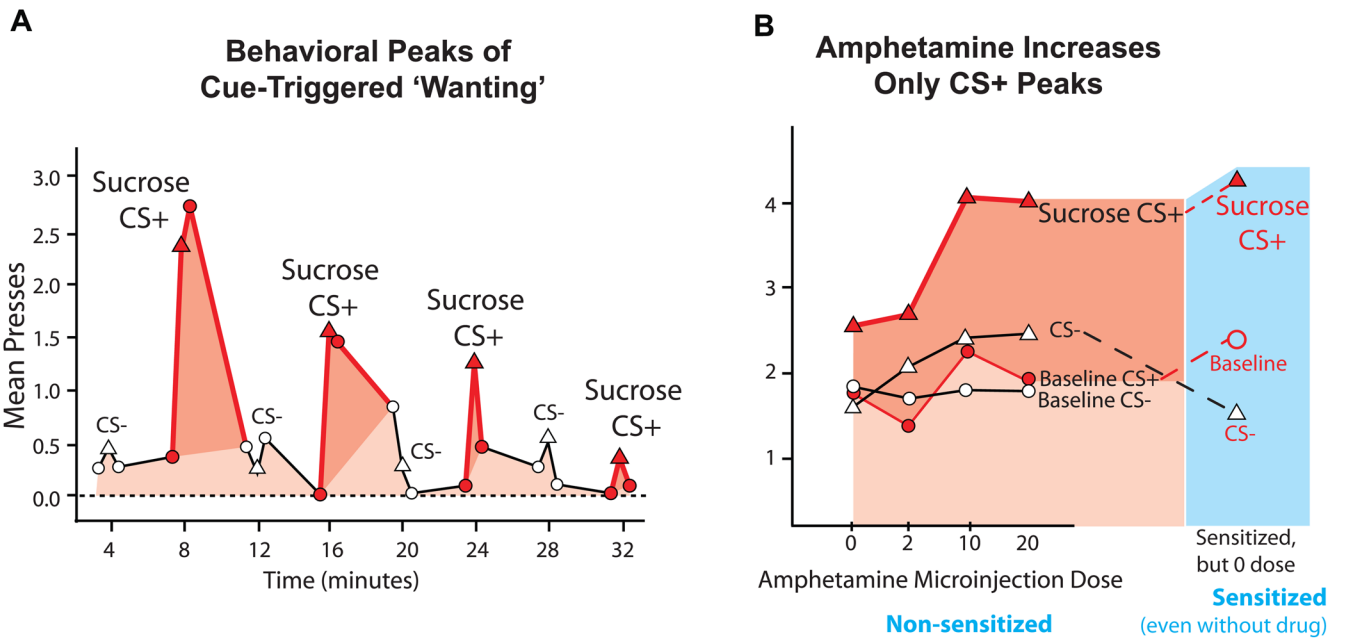 A
Behavioral Peaks of
Cue-Triggered ‘Wanting’
Mean Presses
3.0
2.5
2.0
1.5
1.0
0.5
0.0
Sucrose
CS+
Sucrose
CS+
Sucrose
CS+
Sucrose
CS+
CS-
CS-
CS-
CS-
4
8
12
16
20
24
28
32
Time (minutes)
B
Amphetamine Increases
Only CS+ Peaks
4
3
2
1
Sucrose CS+
CS-
Baseline CS+
Baseline CS-
Sucrose
CS+
Baseline
CS-
0
2
10
20
Amphetamine Microinjection Dose
Non-sensitized
Sensitized,
but 0 dose
Sensitized
(even without drug)